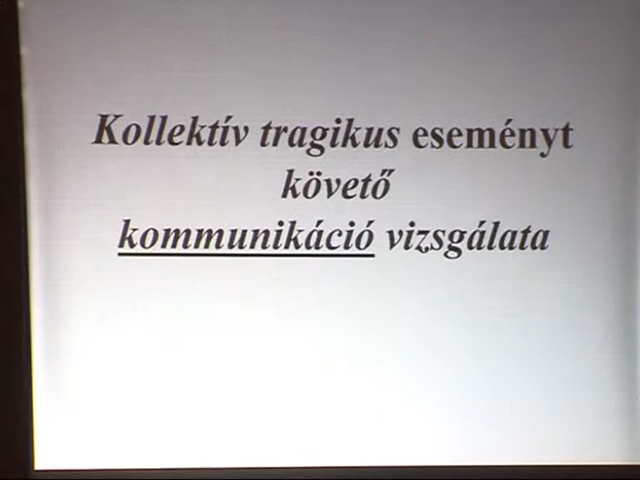 Kollektív tragikus eseményt
követő
kommunikáció vizsgálata